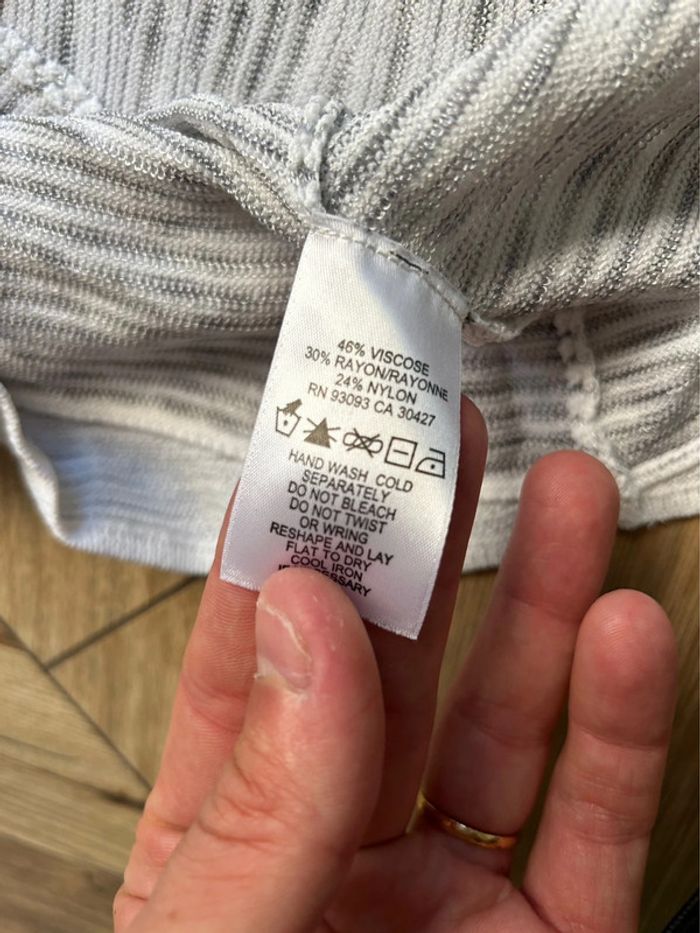 46% VISCOSE
30% RAYON/RAYONNE
24% NYLON
RN 93093 CA 30427
HAND WASH COLD
SEPARATELY
DO NOT BLEACH
DO NOT TWIST
OR WRING
RESHAPE AND LAY
FLAT TO DRY
COOL IRON